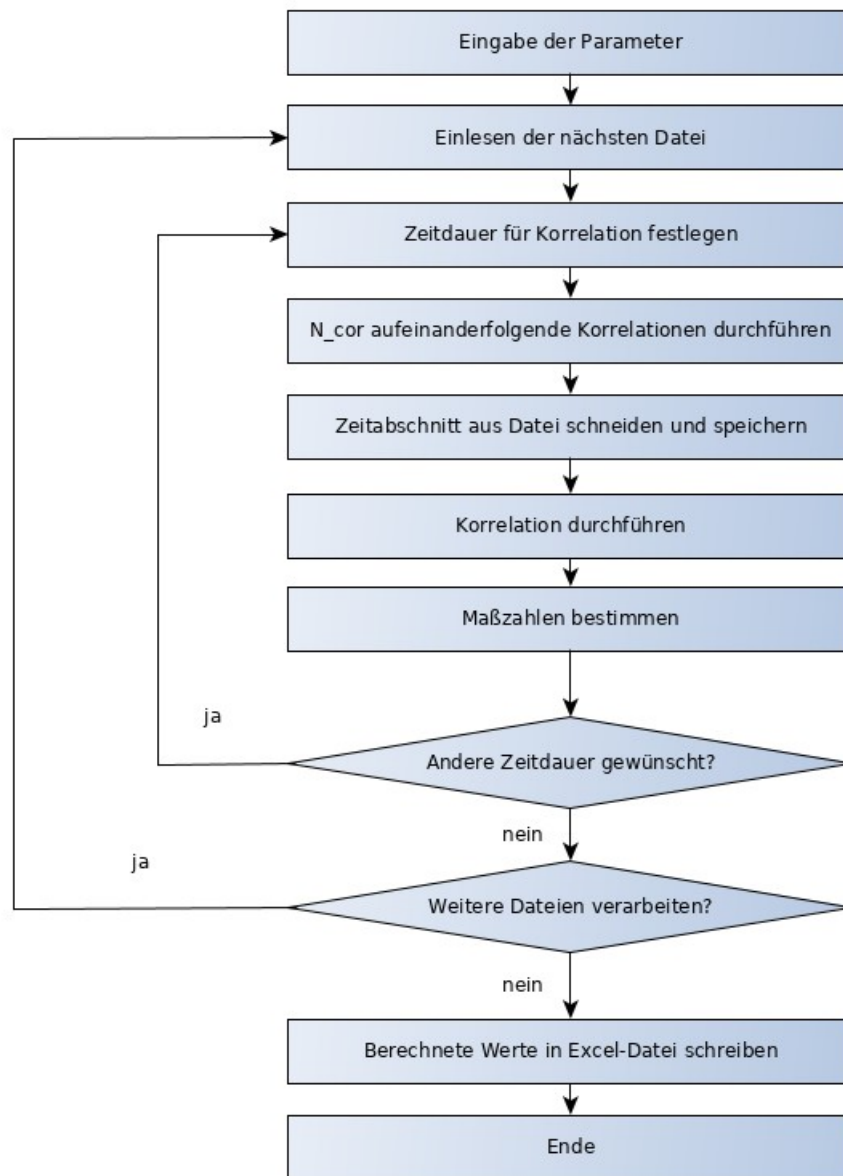 Eingabe der Parameter
Einlesen der nächsten Datei
Zeitdauer für Korrelation festlegen
N_cor aufeinanderfolgende Korrelationen durchführen
Zeitabschnitt aus Datei schneiden und speichern
Korrelation durchführen
Maßzahlen bestimmen
ja
Andere Zeitdauer gewünscht?
nein
ja
Weitere Dateien verarbeiten?
nein
Berechnete Werte in Excel-Datei schreiben
Ende